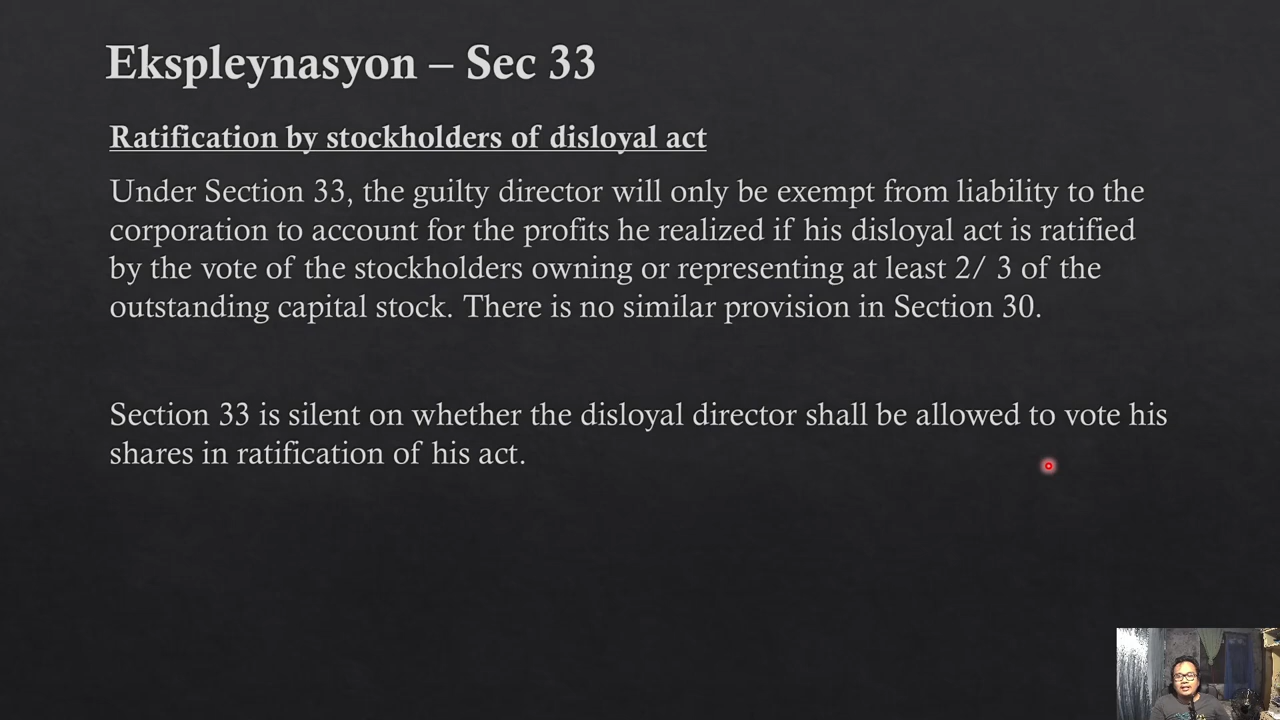 Ekspleynasyon – Sec 33
Ratification by stockholders of disloyal act
Under Section 33, the guilty director will only be exempt from liability to the
corporation to account for the profits he realized if his disloyal act is ratified
by the vote of the stockholders owning or representing at least 2/ 3 of the
outstanding capital stock. There is no similar provision in Section 30.
Section 33 is silent on whether the disloyal director shall be allowed to vote his
shares in ratification of his act.